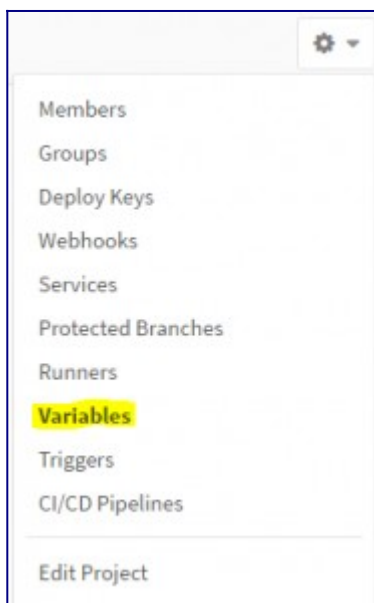 Members
Groups
Deploy Keys
Webhooks
Services
Protected Branches
Runners
Variables
Triggers
CI/CD Pipelines
Edit Project